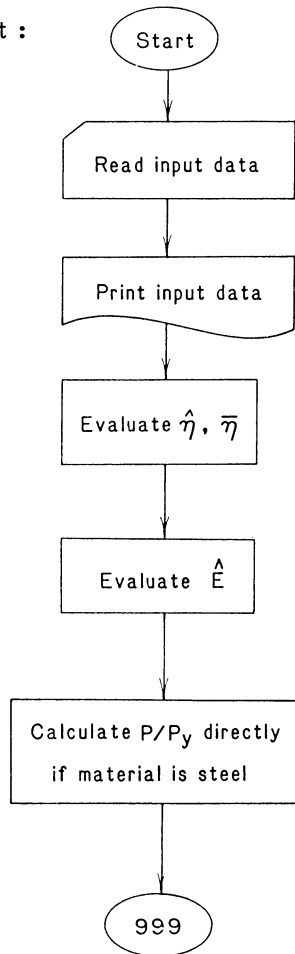 t :
Start
Read input data
Print input data
Evaluate η̂, η̅
Evaluate Ê
Calculate P/Py directly
if material is steel
999